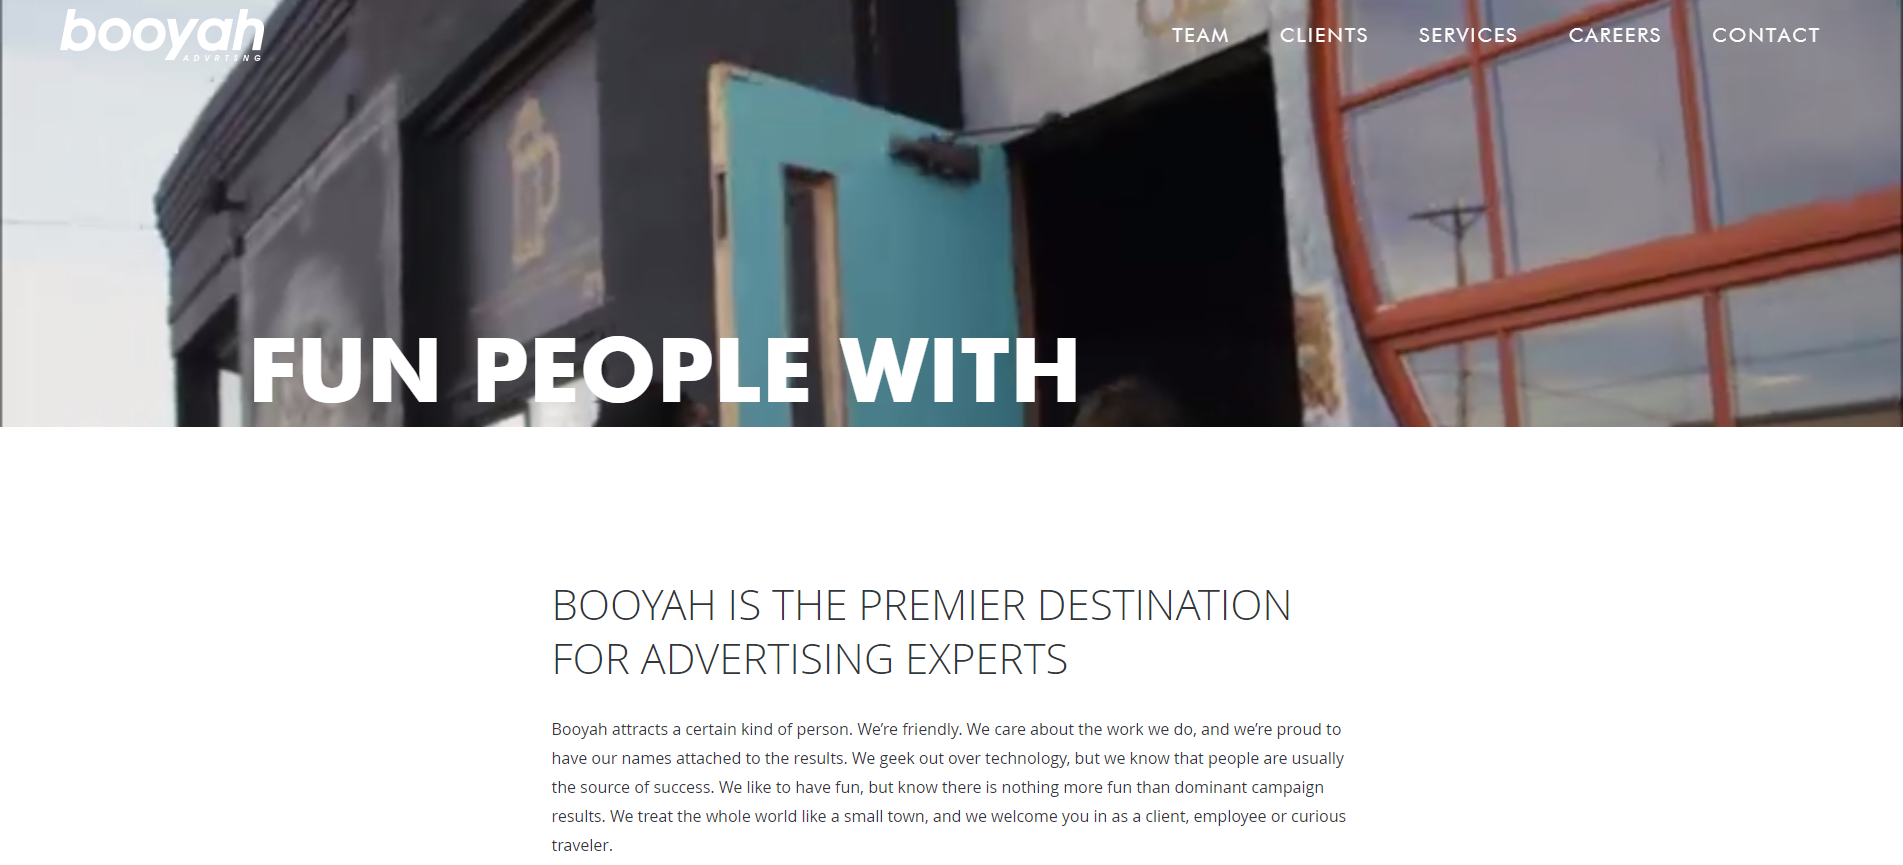 booyah
ADVRTSNG
TEAM CLIENTS SERVICES CAREERS CONTACT
FUN PEOPLE WITH
BOOYAH IS THE PREMIER DESTINATION
FOR ADVERTISING EXPERTS
Booyah attracts a certain kind of person. We’re friendly. We care about the work we do, and we’re proud to
have our names attached to the results. We geek out over technology, but we know that people are usually
the source of success. We like to have fun, but know there is nothing more fun than dominant campaign
results. We treat the whole world like a small town, and we welcome you in as a client, employee or curious
traveler.